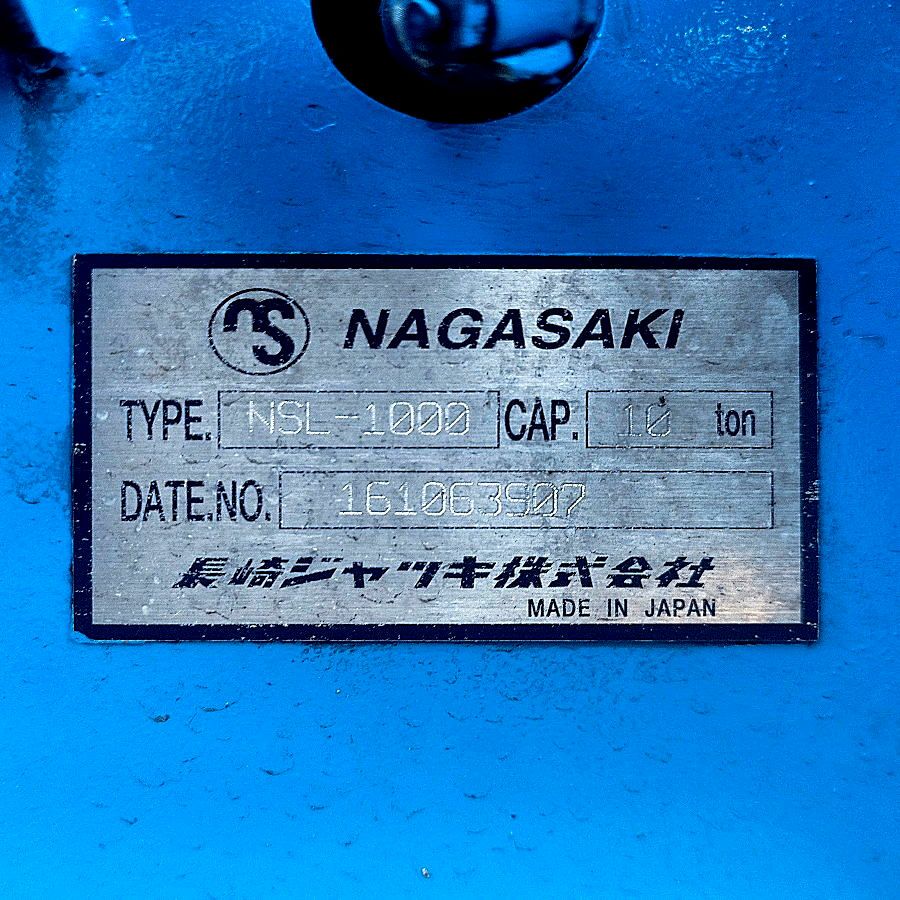 NS NAGASAKI
TYPE. NSL-1000 CAP. 10 ton
DATE.NO. 161063907
長崎ジャッキ株式会社
MADE IN JAPAN